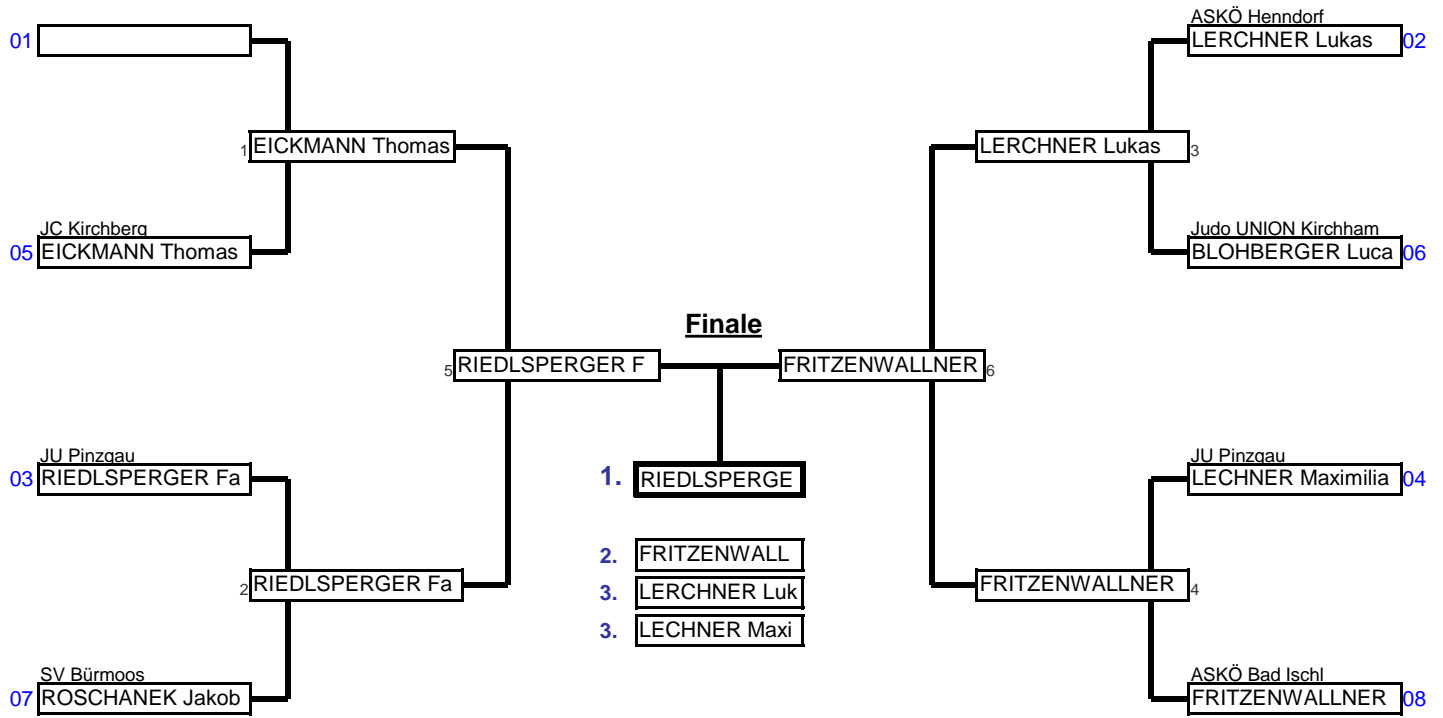 ASKÖ Henndorf
01
LERCHNER Lukas 02
1 EICKMANN Thomas
LERCHNER Lukas 3
JC Kirchberg
05 EICKMANN Thomas
Judo UNION Kirchham
BLOHBERGER Luca 06
Finale
5 RIEDLSPERGER F
FRITZENWALLNER 6
JU Pinzgau
03 RIEDLSPERGER Fa
1. RIEDLSPERGE
JU Pinzgau
LECHNER Maximilia 04
2. FRITZENWALL
3. LERCHNER Luk
3. LECHNER Maxi
2 RIEDLSPERGER Fa
FRITZENWALLNER 4
SV Bürmoos
07 ROSCHANEK Jakob
ASKÖ Bad Ischl
FRITZENWALLNER 08